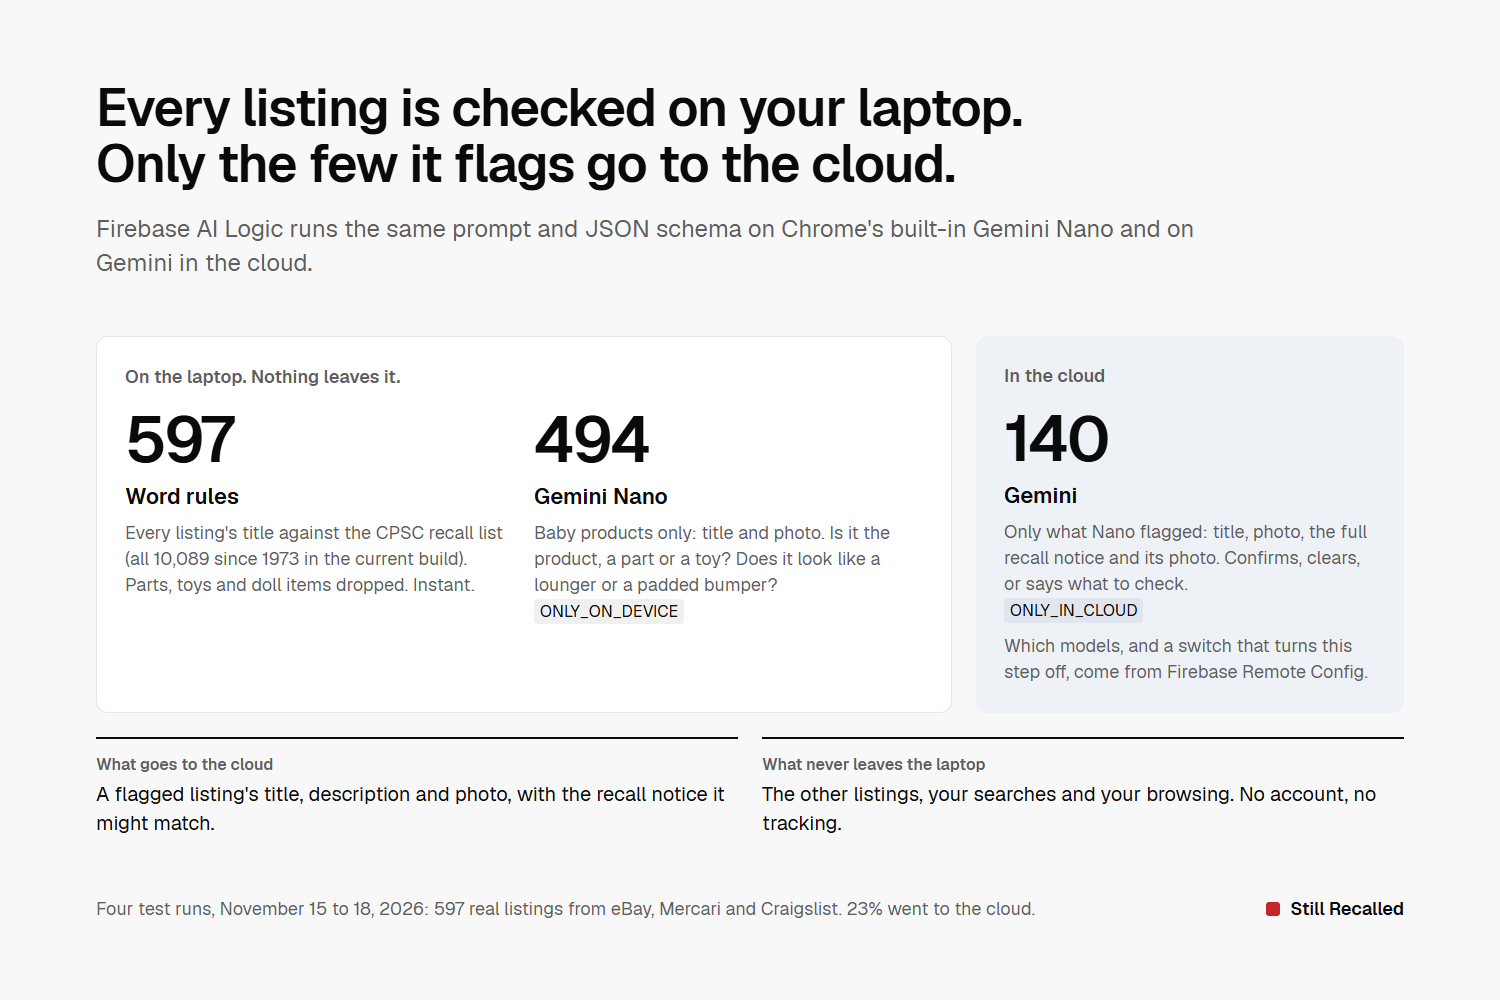 Every listing is checked on your laptop.
Only the few it flags go to the cloud.
Firebase AI Logic runs the same prompt and JSON schema on Chrome's built-in Gemini Nano and on
Gemini in the cloud.
On the laptop. Nothing leaves it.
597
Word rules
Every listing's title against the CPSC recall list
(all 10,089 since 1973 in the current build).
Parts, toys and doll items dropped. Instant.
494
Gemini Nano
Baby products only: title and photo. Is it the
product, a part or a toy? Does it look like a
lounger or a padded bumper?
ONLY_ON_DEVICE
In the cloud
140
Gemini
Only what Nano flagged: title, photo, the full
recall notice and its photo. Confirms, clears,
or says what to check.
ONLY_IN_CLOUD
Which models, and a switch that turns this
step off, come from Firebase Remote Config.
What goes to the cloud
A flagged listing's title, description and photo, with the recall notice it
might match.
What never leaves the laptop
The other listings, your searches and your browsing. No account, no
tracking.
Four test runs, November 15 to 18, 2026: 597 real listings from eBay, Mercari and Craigslist. 23% went to the cloud.
Still Recalled